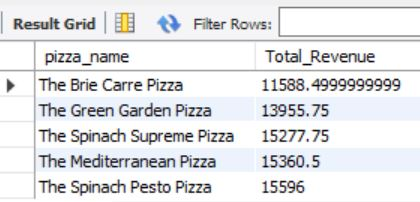 Result Grid Filter Rows:
pizza_name Total_Revenue
The Brie Carre Pizza 11588.4999999999
The Green Garden Pizza 13955.75
The Spinach Supreme Pizza 15277.75
The Mediterranean Pizza 15360.5
The Spinach Pesto Pizza 15596